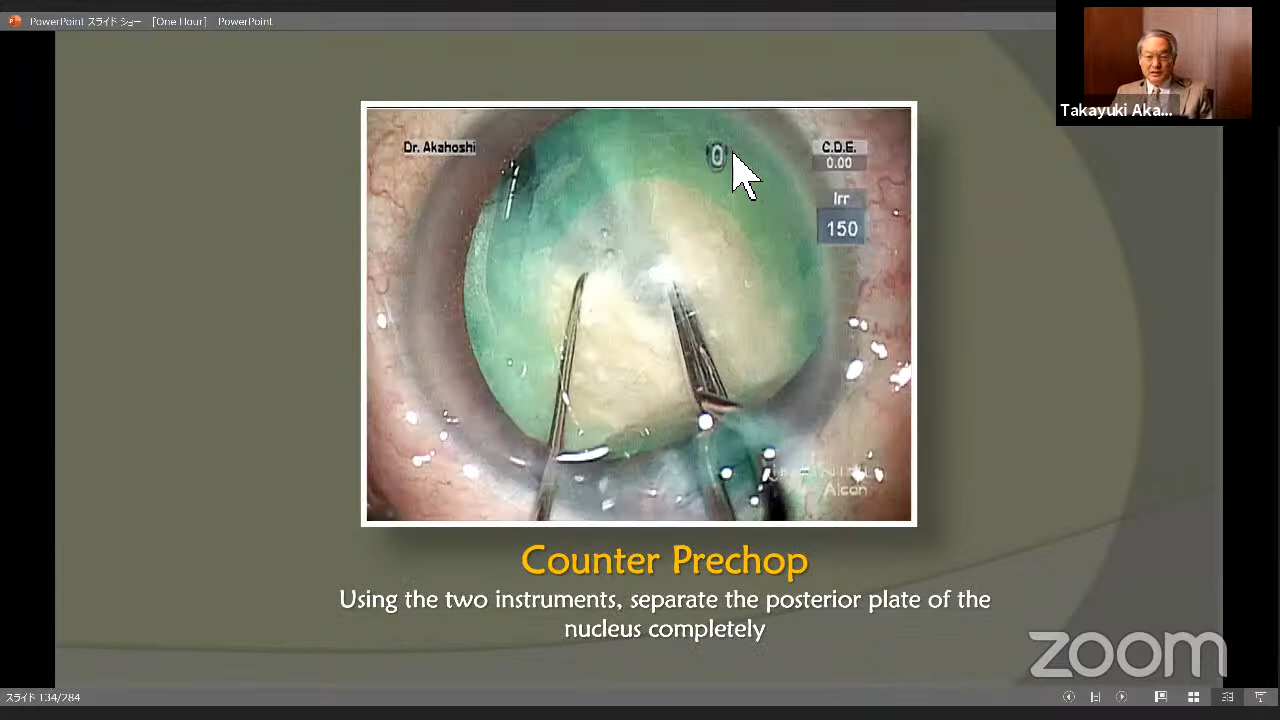 PowerPoint スライド ショー [One Hour] PowerPoint
Takayuki Aka...
Dr. Akahoshi
0
C.D.E.
0.00
Irr
150
Alcon
Counter Prechop
Using the two instruments, separate the posterior plate of the
nucleus completely
zoom
スライド 134/284